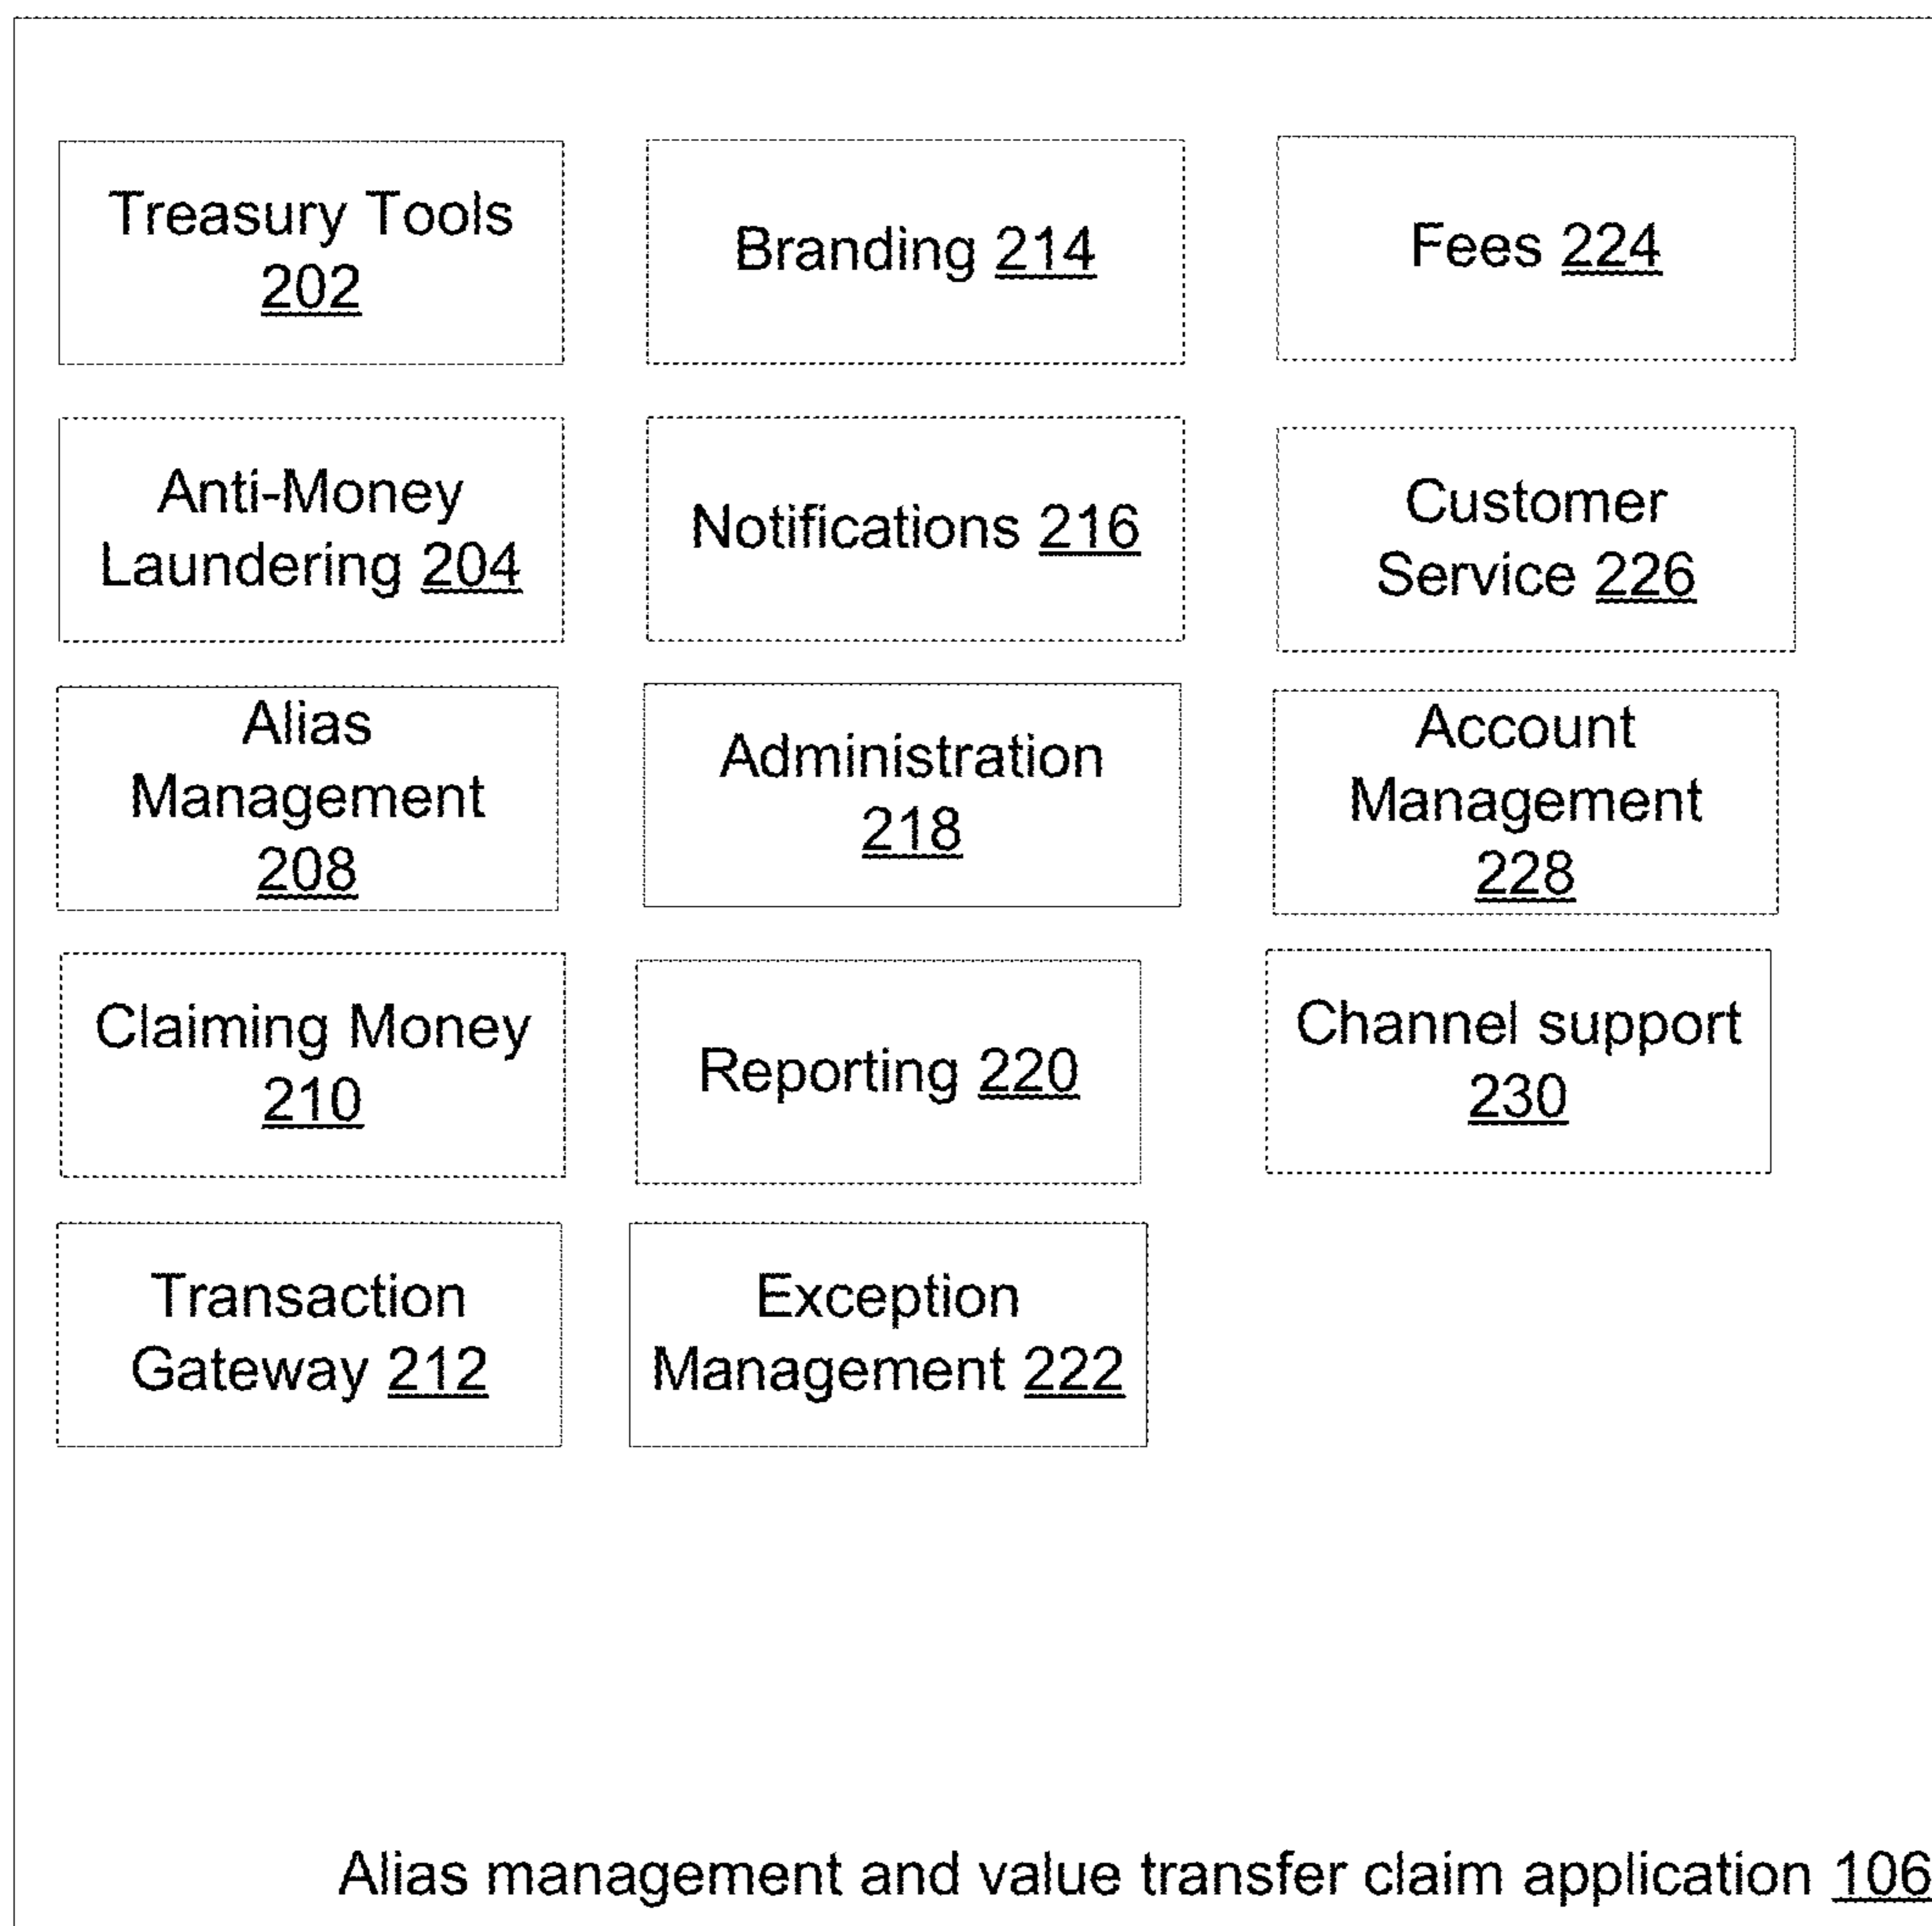 Treasury Tools
202
Branding 214
Fees 224
Anti-Money
Laundering 204
Notifications 216
Customer
Service 226
Alias
Management
208
Administration
218
Account
Management
228
Claiming Money
210
Reporting 220
Channel support
230
Transaction
Gateway 212
Exception
Management 222
Alias management and value transfer claim application 106